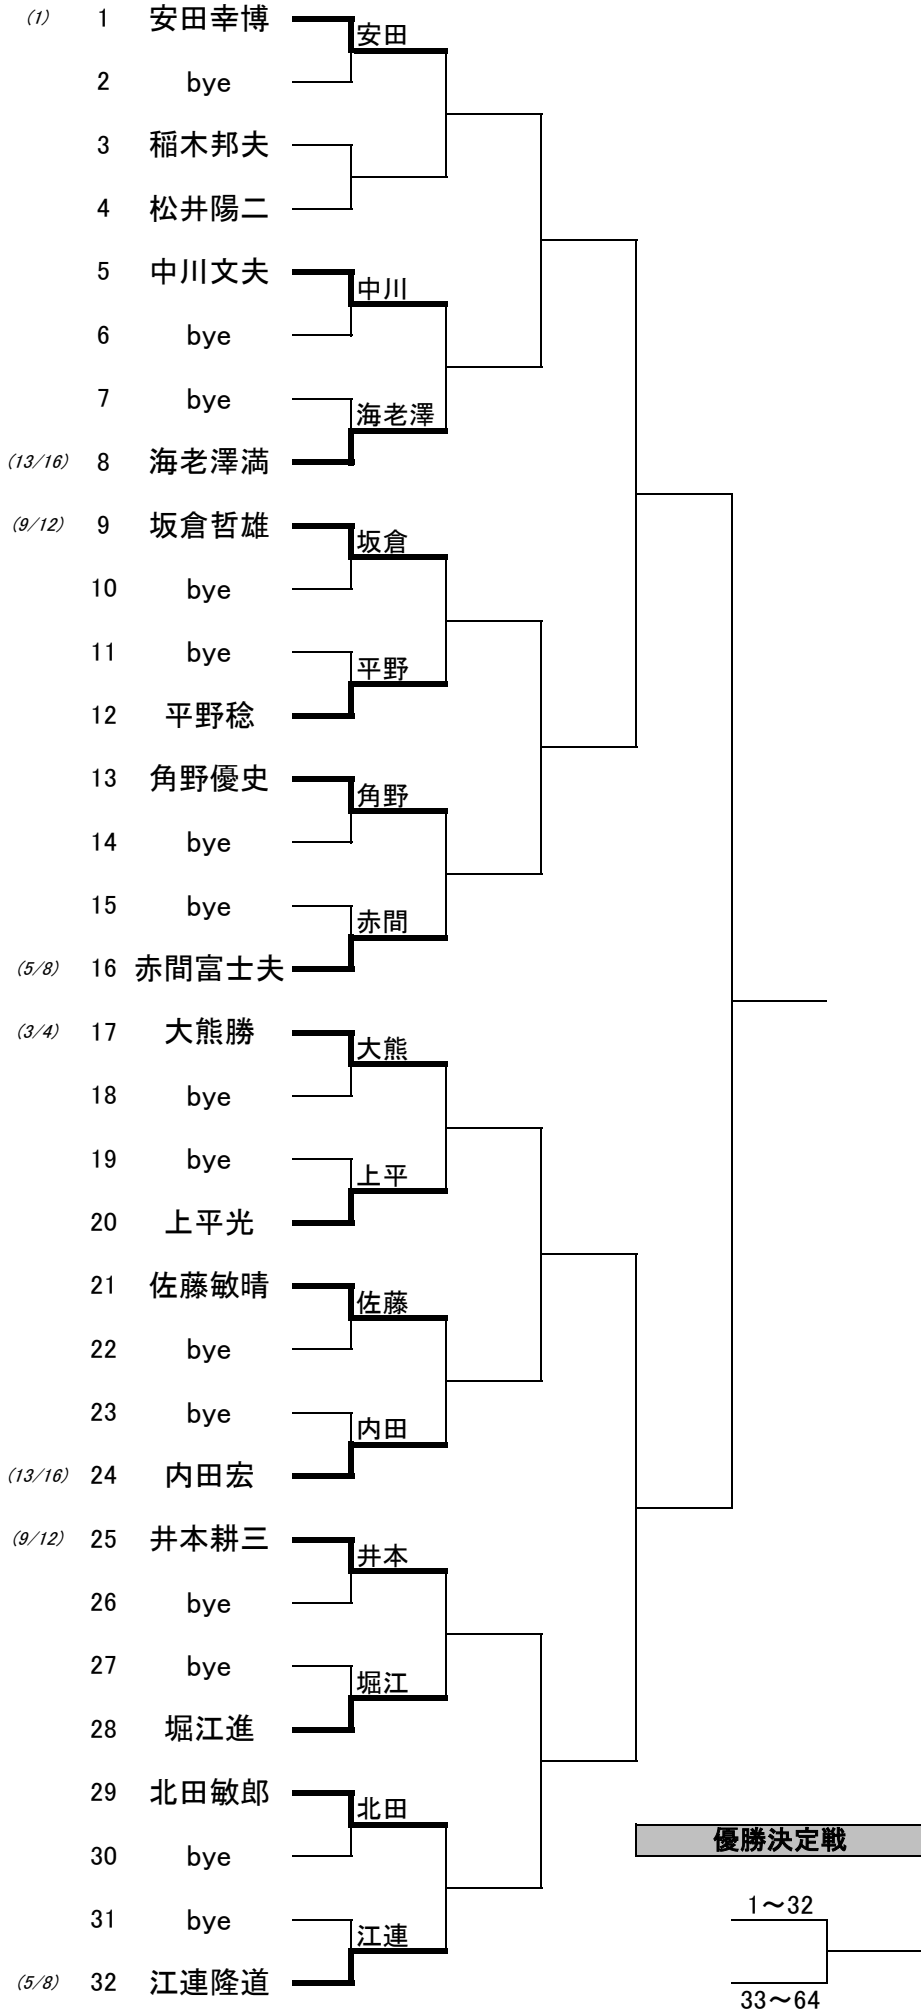 (1) 1 安田幸博
安田
2 bye
3 稲木邦夫
4 松井陽二
5 中川文夫
中川
6 bye
7 bye
海老澤
(13/16) 8 海老澤満
(9/12) 9 坂倉哲雄
坂倉
10 bye
11 bye
平野
12 平野稔
13 角野優史
角野
14 bye
15 bye
赤間
(5/8) 16 赤間富士夫
(3/4) 17 大熊勝
大熊
18 bye
19 bye
上平
20 上平光
21 佐藤敏晴
佐藤
22 bye
23 bye
内田
(13/16) 24 内田宏
(9/12) 25 井本耕三
井本
26 bye
27 bye
堀江
28 堀江進
29 北田敏郎
北田
優勝決定戦
30 bye
1～32
31 bye
江連
(5/8) 32 江連隆道
33～64